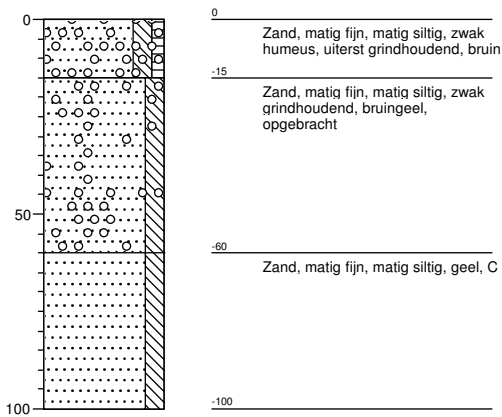 0
0
Zand, matig fijn, matig siltig, zwak
humeus, uiterst grindhoudend, bruin
-15
Zand, matig fijn, matig siltig, zwak
grindhoudend, bruingeel,
opgebracht
50
-60
Zand, matig fijn, matig siltig, geel, C
100
-100